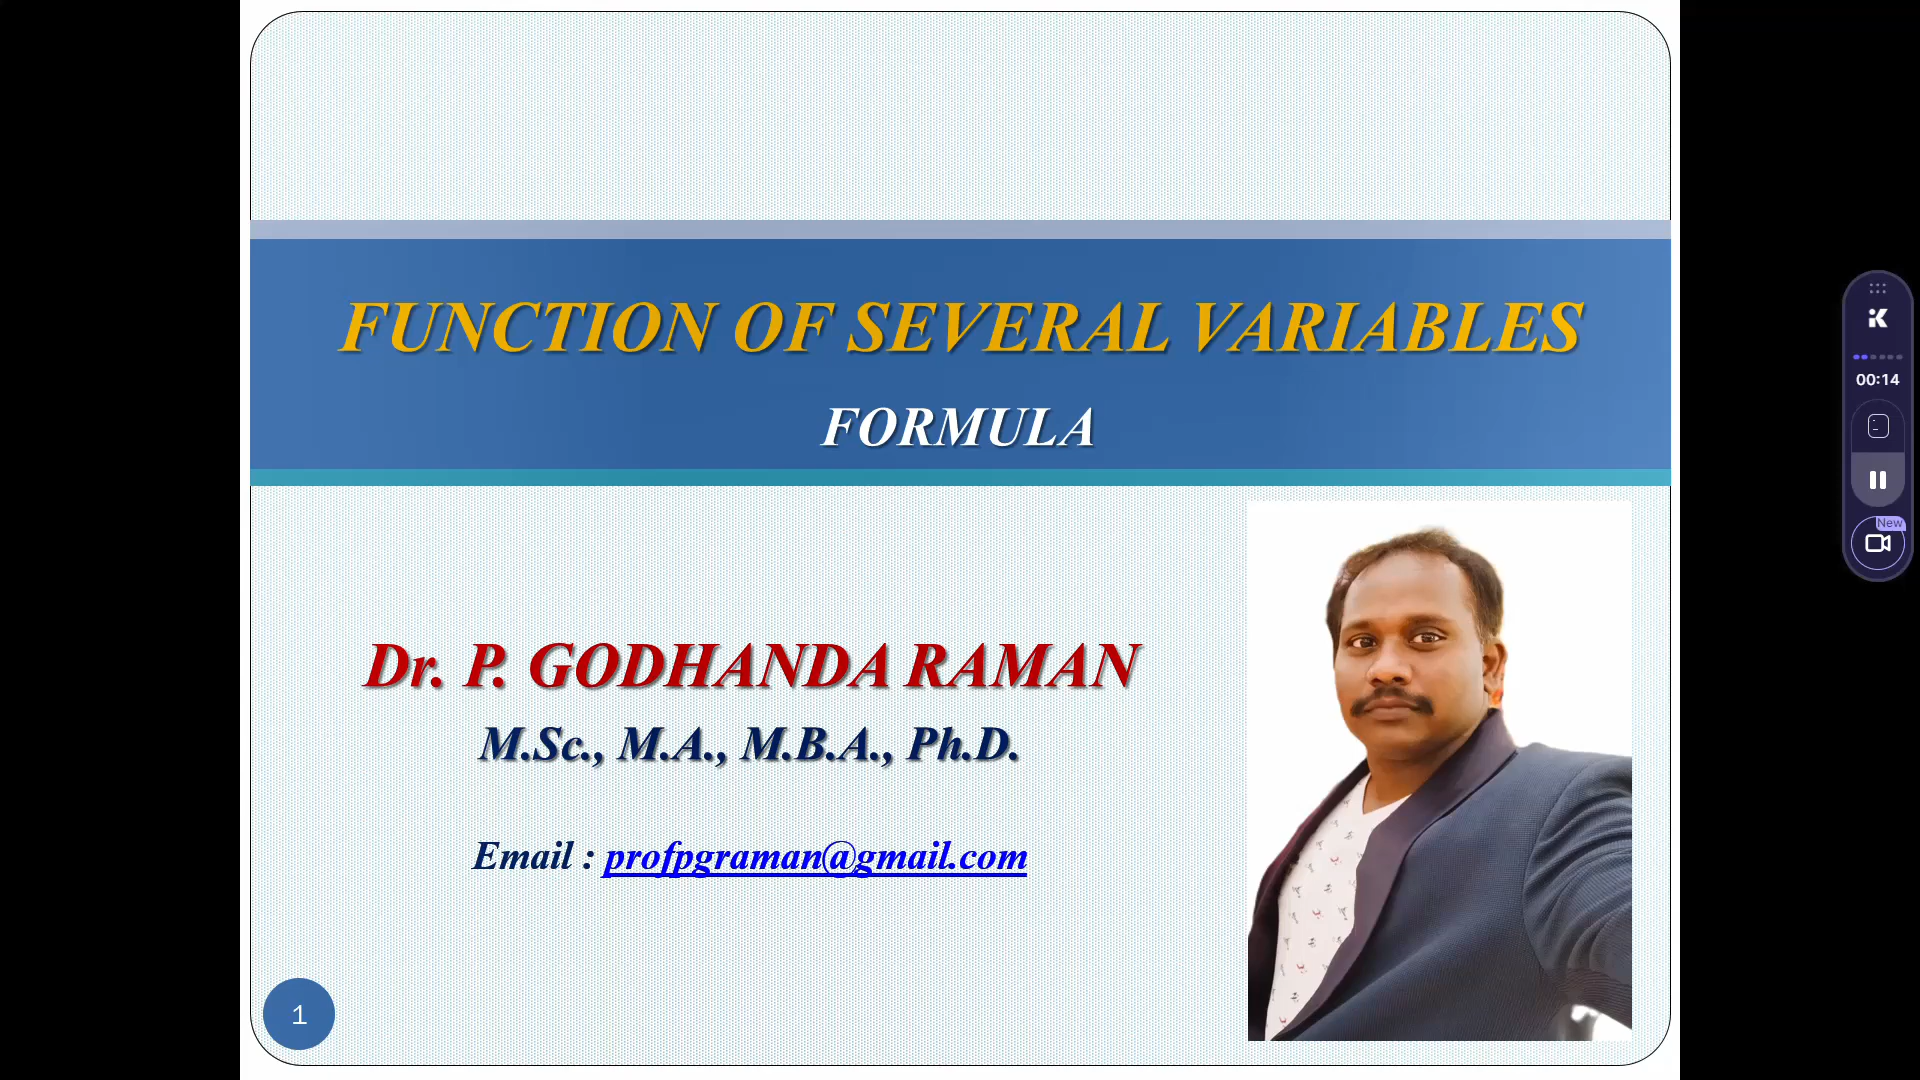 FUNCTION OF SEVERAL VARIABLES
FORMULA
Dr. P. GODHANDA RAMAN
M.Sc., M.A., M.B.A., Ph.D.
Email : profpgraman@gmail.com
1
00:14
New